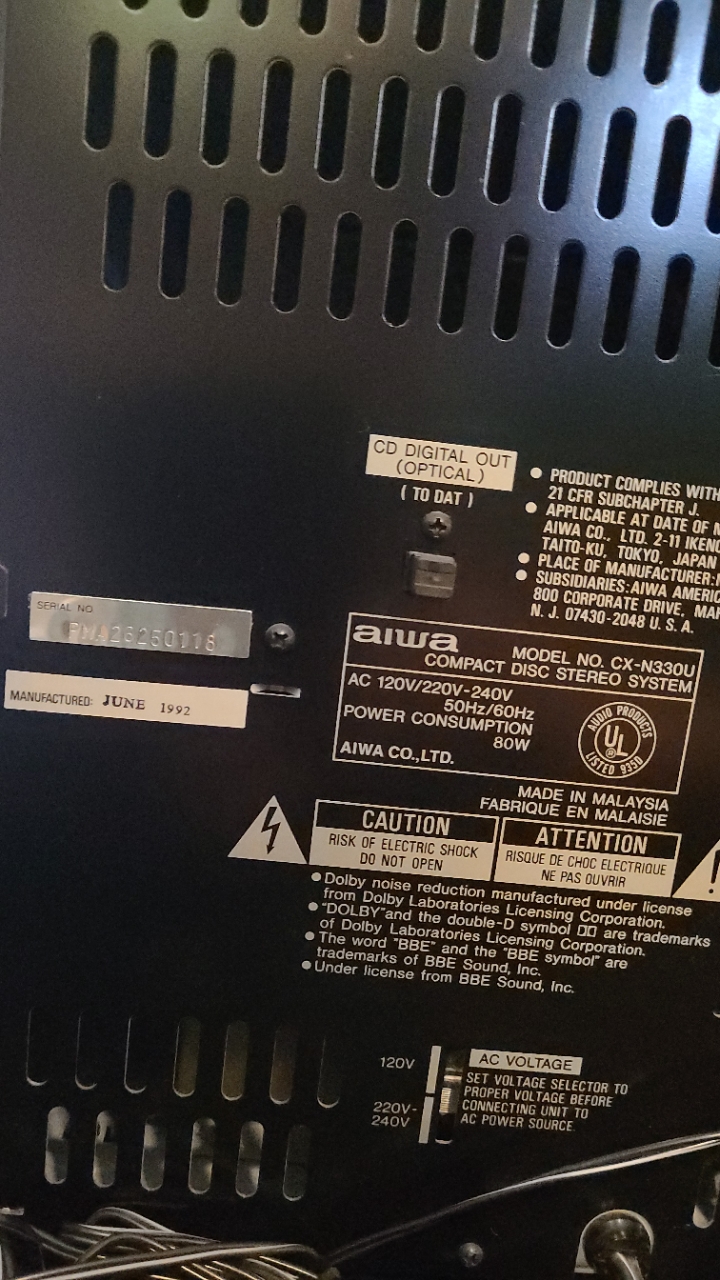 CD DIGITAL OUT
(OPTICAL)
( TO DAT )
● PRODUCT COMPLIES WITH
21 CFR SUBCHAPTER J.
● APPLICABLE AT DATE OF
AIWA CO., LTD. 2-11
TAITO-KU, TOKYO, JAPAN
● PLACE OF MANUFACTURER:
● SUBSIDIARIES: AIWA
800 CORPORATE DRIVE,
N. J. 07430-2048 U. S. A.
SERIAL NO.
MANUFACTURED: JUNE 1992
aiwa
MODEL NO. CX-N330U
COMPACT DISC STEREO SYSTEM
AC 120V/220V-240V
50Hz/60Hz
POWER CONSUMPTION
80W
AIWA CO.,LTD.
AUDIO PRODUCTS
UL
®
LISTED 935D
MADE IN MALAYSIA
FABRIQUE EN MALAISIE
CAUTION
RISK OF ELECTRIC SHOCK
DO NOT OPEN
ATTENTION
RISQUE DE CHOC ELECTRIQUE
NE PAS OUVRIR
!
● Dolby noise reduction manufactured under license
from Dolby Laboratories Licensing Corporation.
● "DOLBY" and the double-D symbol are trademarks
of Dolby Laboratories Licensing Corporation.
● The word "BBE" and the "BBE symbol" are
trademarks of BBE Sound, Inc.
● Under license from BBE Sound, Inc.
120V
220V-
240V
AC VOLTAGE
SET VOLTAGE SELECTOR TO
PROPER VOLTAGE BEFORE
CONNECTING UNIT TO
AC POWER SOURCE.